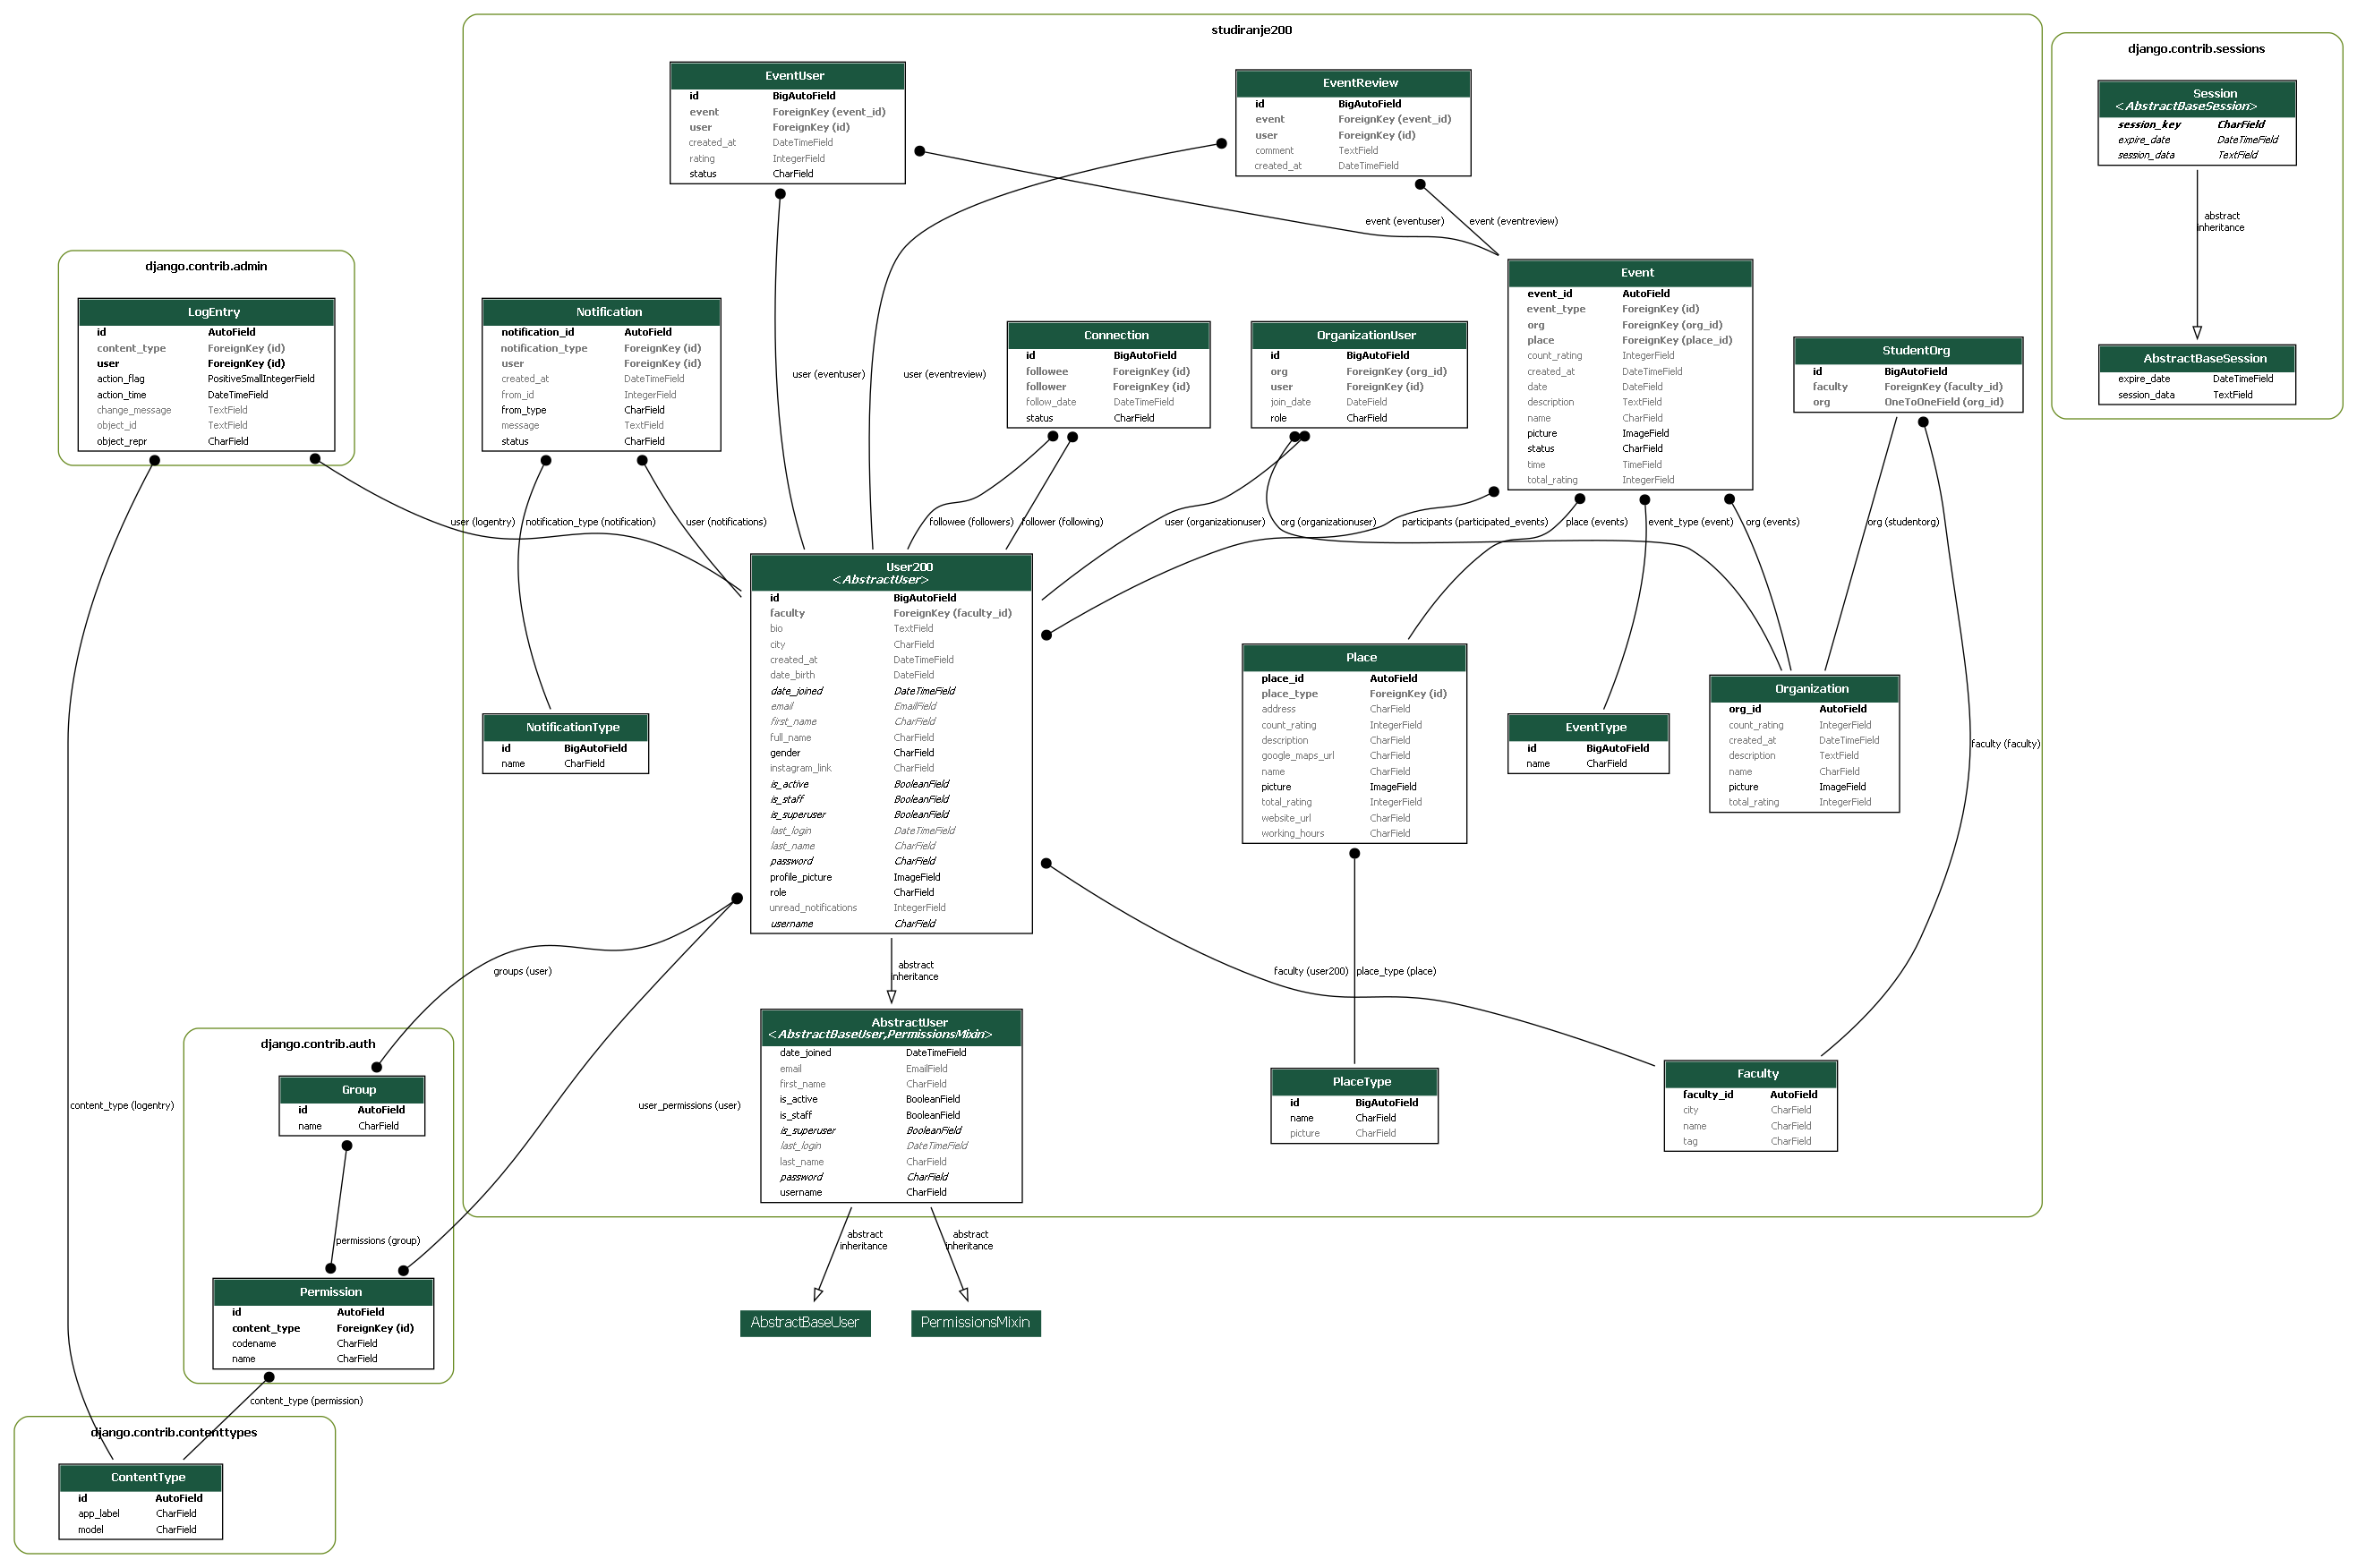 studiranje200
EventUser
id BigAutoField
event ForeignKey (event_id)
user ForeignKey (id)
created_at DateTimeField
rating IntegerField
status CharField
EventReview
id BigAutoField
event ForeignKey (event_id)
user ForeignKey (id)
comment TextField
created_at DateTimeField
django.contrib.sessions
Session
<AbstractBaseSession>
session_key CharField
expire_date DateTimeField
session_data TextField
abstract
inheritance
AbstractBaseSession
expire_date DateTimeField
session_data TextField
event (eventuser)
event (eventreview)
django.contrib.admin
LogEntry
id AutoField
content_type ForeignKey (id)
user ForeignKey (id)
action_flag PositiveSmallIntegerField
action_time DateTimeField
change_message TextField
object_id TextField
object_repr CharField
Notification
notification_id AutoField
notification_type ForeignKey (id)
user ForeignKey (id)
created_at DateTimeField
from_id IntegerField
from_type CharField
message TextField
status CharField
user (eventuser)
user (eventreview)
Connection
id BigAutoField
followee ForeignKey (id)
follower ForeignKey (id)
follow_date DateTimeField
status CharField
OrganizationUser
id BigAutoField
org ForeignKey (org_id)
user ForeignKey (id)
join_date DateField
role CharField
Event
event_id AutoField
event_type ForeignKey (id)
org ForeignKey (org_id)
place ForeignKey (place_id)
count_rating IntegerField
created_at DateTimeField
date DateField
description TextField
name CharField
picture ImageField
status CharField
time TimeField
total_rating IntegerField
StudentOrg
id BigAutoField
faculty ForeignKey (faculty_id)
org OneToOneField (org_id)
user (logentry)
notification_type (notification)
user (notifications)
followee (followers)
follower (following)
user (organizationuser)
org (organizationuser)
participants (participated_events)
place (events)
event_type (event)
org (events)
org (studentorg)
User200
<AbstractUser>
id BigAutoField
faculty ForeignKey (faculty_id)
bio TextField
city CharField
created_at DateTimeField
date_birth DateField
date_joined DateTimeField
email EmailField
first_name CharField
full_name CharField
gender CharField
instagram_link CharField
is_active BooleanField
is_staff BooleanField
is_superuser BooleanField
last_login DateTimeField
last_name CharField
password CharField
profile_picture ImageField
role CharField
unread_notifications IntegerField
username CharField
NotificationType
id BigAutoField
name CharField
Place
place_id AutoField
place_type ForeignKey (id)
address CharField
count_rating IntegerField
description CharField
google_maps_url CharField
name CharField
picture ImageField
total_rating IntegerField
website_url CharField
working_hours CharField
EventType
id BigAutoField
name CharField
Organization
org_id AutoField
count_rating IntegerField
created_at DateTimeField
description TextField
name CharField
picture ImageField
total_rating IntegerField
faculty (faculty)
groups (user)
abstract
inheritance
faculty (user200)
place_type (place)
AbstractUser
<AbstractBaseUser,PermissionsMixin>
date_joined DateTimeField
email EmailField
first_name CharField
is_active BooleanField
is_staff BooleanField
is_superuser BooleanField
last_login DateTimeField
last_name CharField
password CharField
username CharField
django.contrib.auth
Group
id AutoField
name CharField
content_type (logentry)
user_permissions (user)
PlaceType
id BigAutoField
name CharField
picture CharField
Faculty
faculty_id AutoField
city CharField
name CharField
tag CharField
permissions (group)
abstract
inheritance
abstract
inheritance
Permission
id AutoField
content_type ForeignKey (id)
codename CharField
name CharField
AbstractBaseUser
PermissionsMixin
content_type (permission)
django.contrib.contenttypes
ContentType
id AutoField
app_label CharField
model CharField